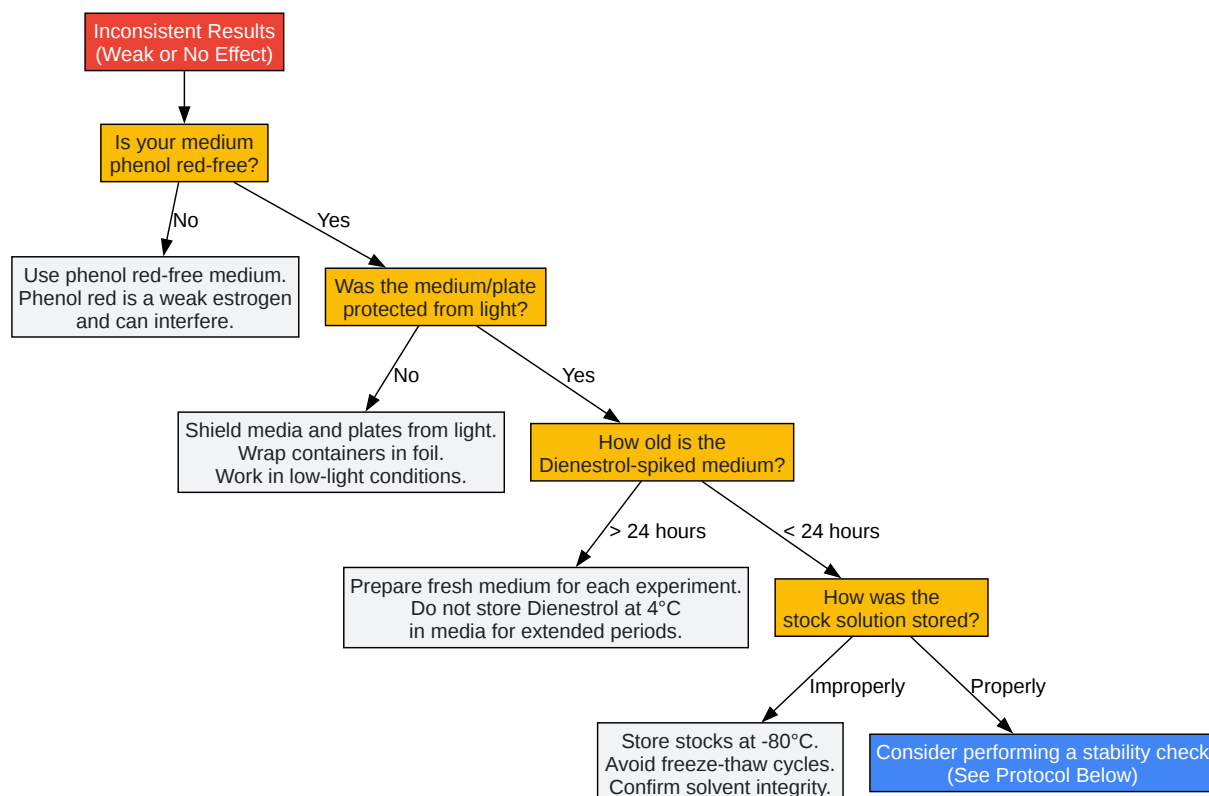 Inconsistent Results
(Weak or No Effect)
Is your medium
phenol red-free?
No
Yes
Use phenol red-free medium.
Phenol red is a weak estrogen
and can interfere.
Was the medium/plate
protected from light?
No
Yes
Shield media and plates from light.
Wrap containers in foil.
Work in low-light conditions.
How old is the
Dienestrol-spiked medium?
> 24 hours
< 24 hours
Prepare fresh medium for each experiment.
Do not store Dienestrol at 4°C
in media for extended periods.
How was the
stock solution stored?
Improperly
Properly
Store stocks at -80°C.
Avoid freeze-thaw cycles.
Confirm solvent integrity.
Consider performing a stability check
(See Protocol Below)